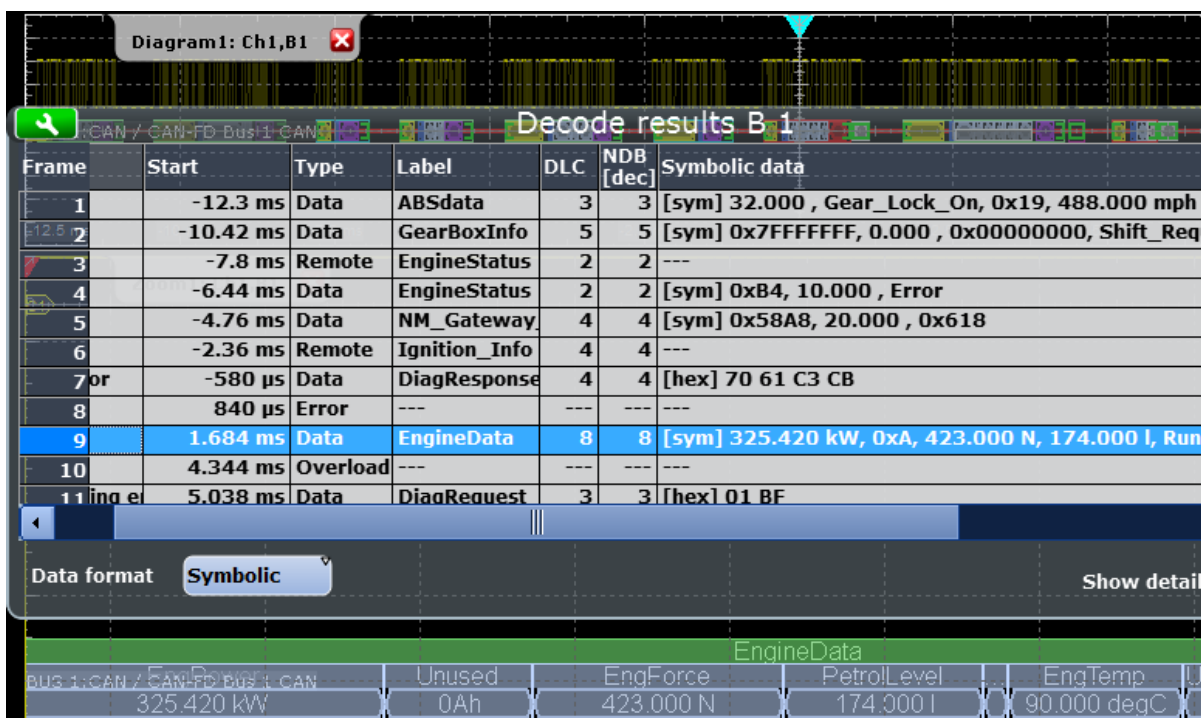 Diagram1: Ch1,B1
Decode results B 1
Frame Start Type Label DLC NDB [dec] Symbolic data
1 -12.3 ms Data ABSdata 3 3 [sym] 32.000 , Gear_Lock_On, 0x19, 488.000 mph
2 -10.42 ms Data GearBoxInfo 5 5 [sym] 0x7FFFFFFF, 0.000 , 0x00000000, Shift_Req
3 -7.8 ms Remote EngineStatus 2 2 ---
4 -6.44 ms Data EngineStatus 2 2 [sym] 0xB4, 10.000 , Error
5 -4.76 ms Data NM_Gateway_ 4 4 [sym] 0x58A8, 20.000 , 0x618
6 -2.36 ms Remote Ignition_Info 4 4 ---
7 or -580 µs Data DiagResponse 4 4 [hex] 70 61 C3 CB
8 840 µs Error --- --- --- ---
9 1.684 ms Data EngineData 8 8 [sym] 325.420 kW, 0xA, 423.000 N, 174.000 l, Run
10 4.344 ms Overload --- --- --- ---
11 ing er 5.038 ms Data DiagRequest 3 3 [hex] 01 BF
Data format Symbolic Show detail
EngineData
BUS 1:CAN / CAN-FD Bus 1 CAN Unused EngForce PetrolLevel ... EngTemp U
325.420 kW 0Ah 423.000 N 174.000 l 90.000 degC